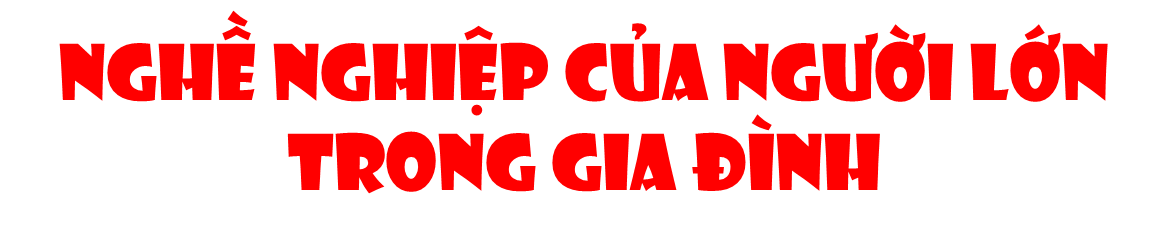 NGHỀ NGHIỆP CỦA NGƯỜI LỚN
TRONG GIA ĐÌNH